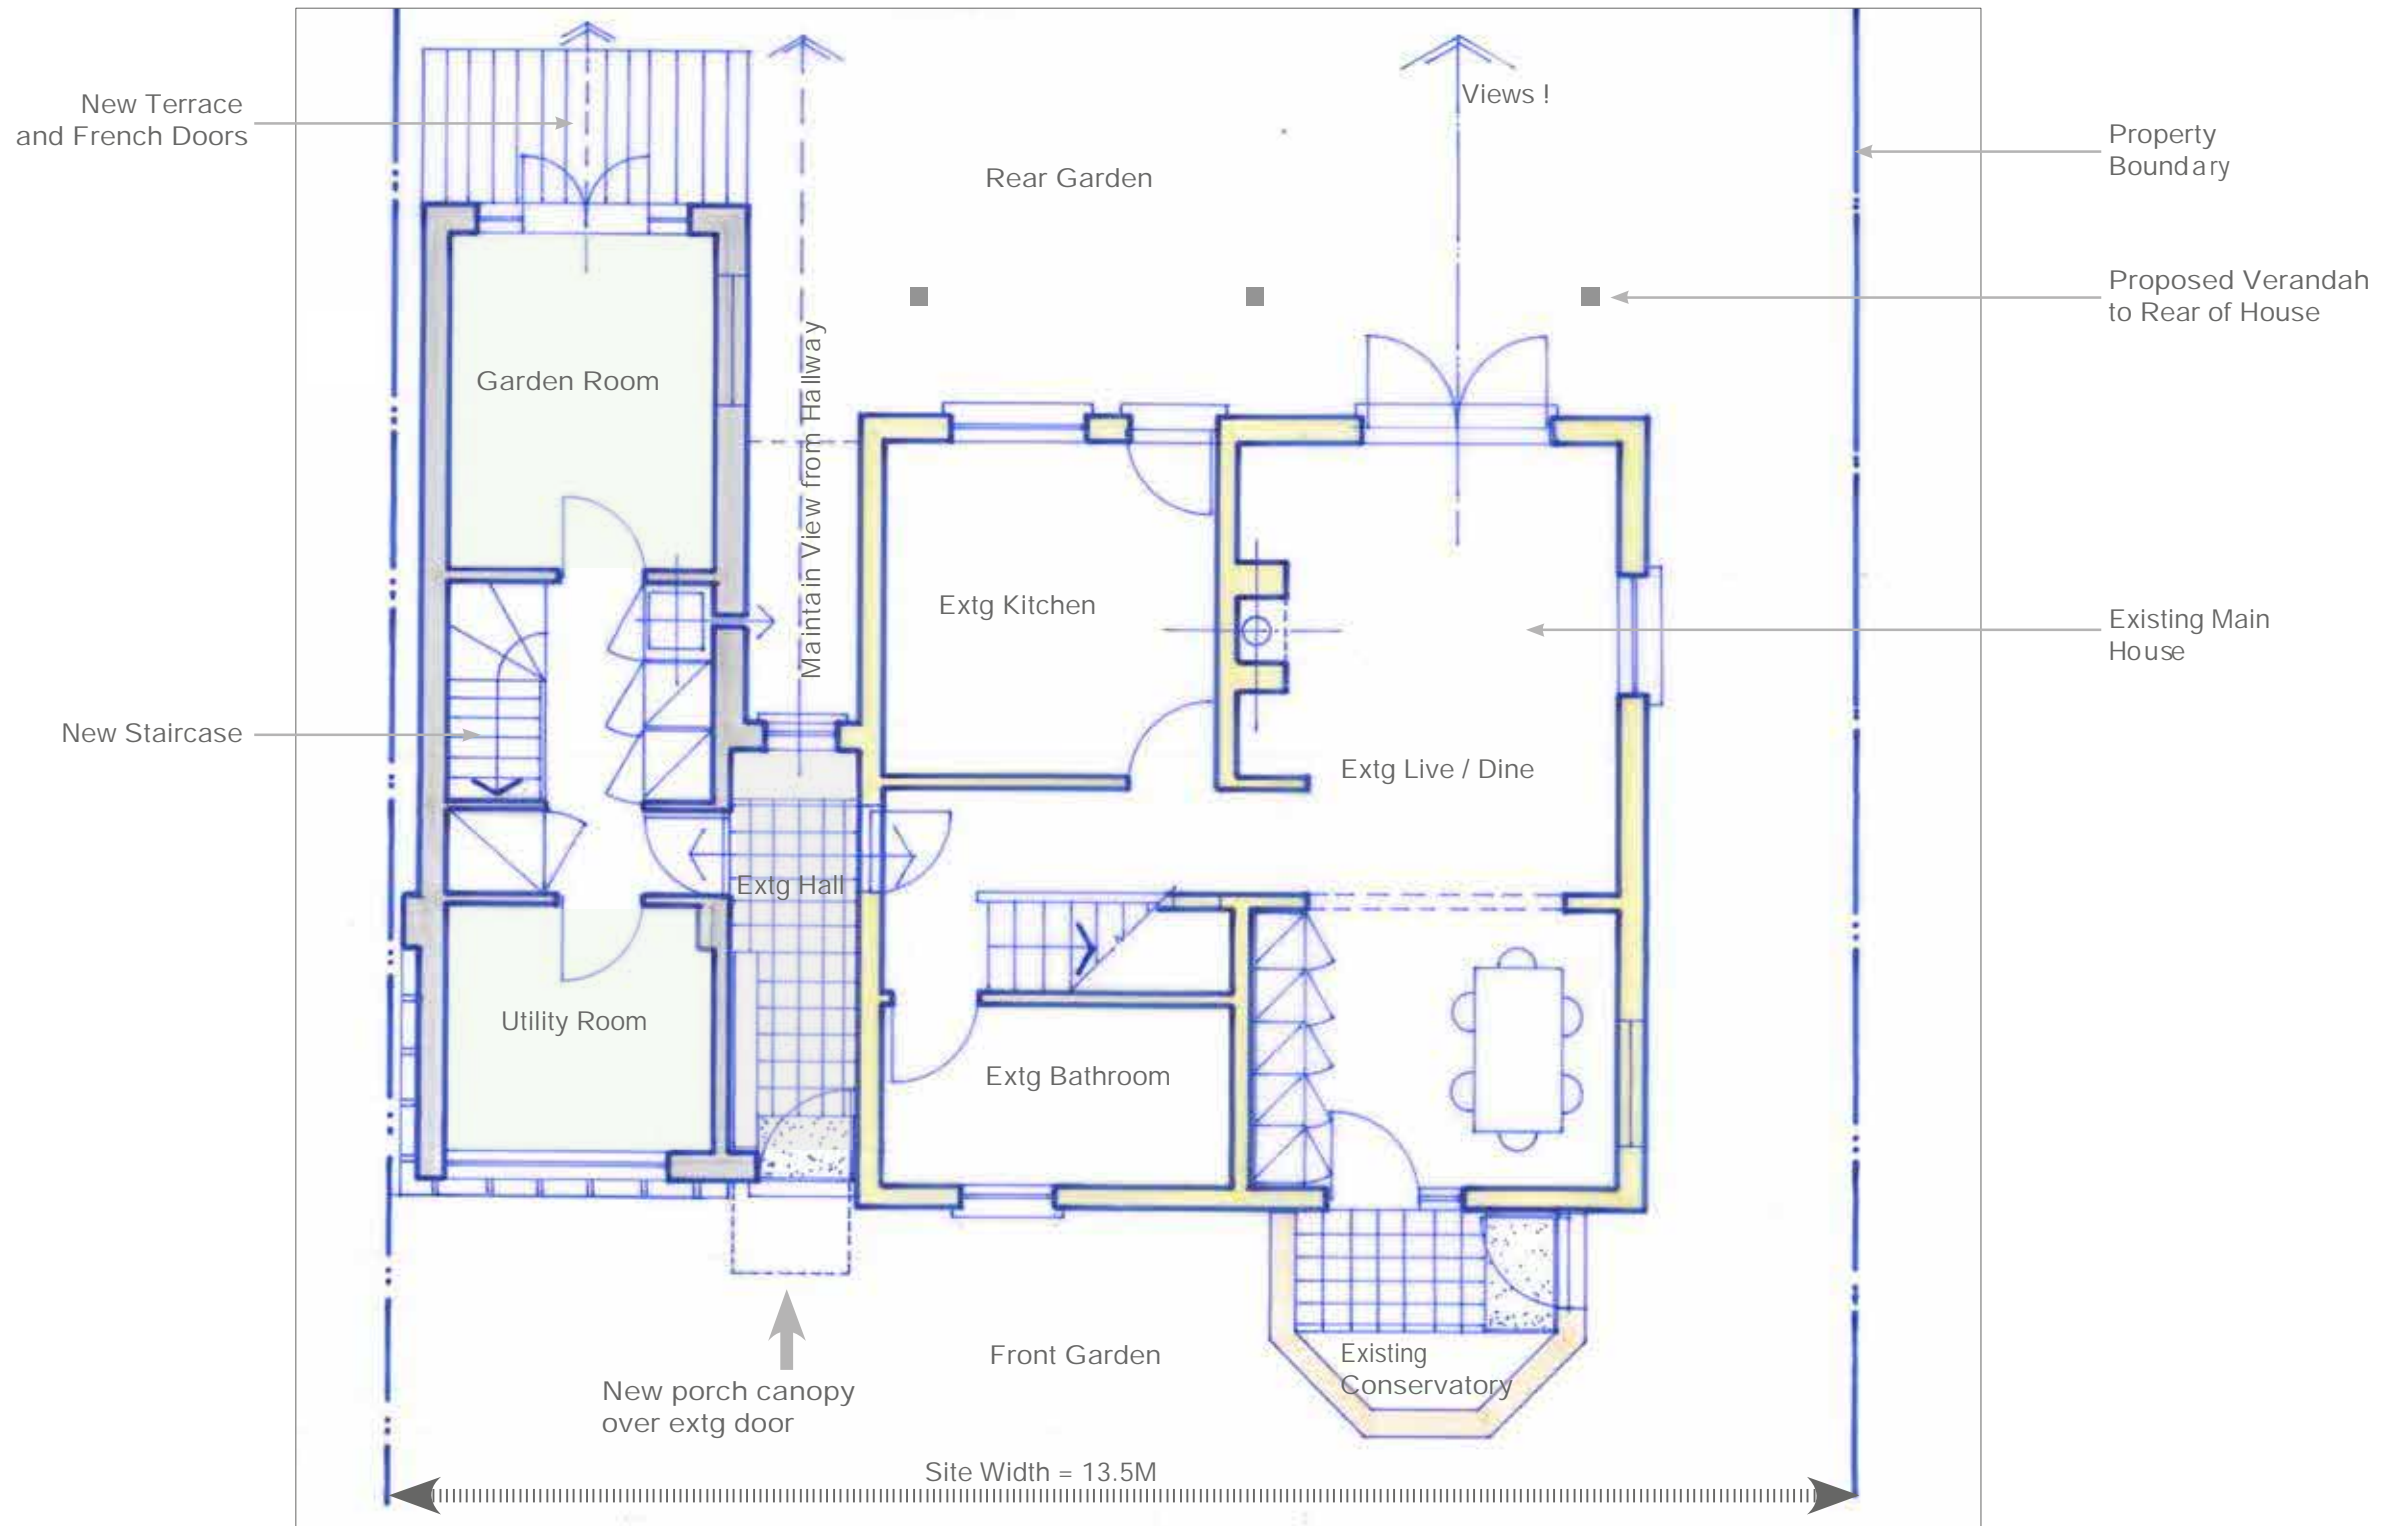 New Terrace
and French Doors
Views !
Property
Boundary
Rear Garden
Proposed Verandah
to Rear of House
Garden Room
Maintain View from Hallway
Extg Kitchen
Existing Main
House
New Staircase
Extg Live / Dine
Extg Hall
Utility Room
Extg Bathroom
Front Garden
Existing
Conservatory
New porch canopy
over extg door
Site Width = 13.5M